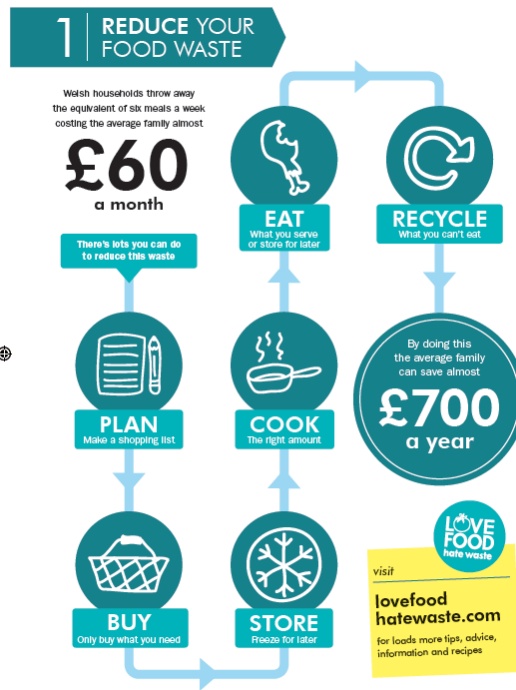 1
REDUCE YOUR
FOOD WASTE
Welsh households throw away
the equivalent of six meals a week
costing the average family almost
£60
a month
There's lots you can do
to reduce this waste
PLAN
Make a shopping list
BUY
Only buy what you need
STORE
Freeze for later
COOK
The right amount
EAT
What you serve
or store for later
RECYCLE
What you can't eat
By doing this
the average family
can save almost
£700
a year
LOVE
FOOD
hate waste
visit
lovefood
hatewaste.com
for loads more tips, advice,
information and recipes